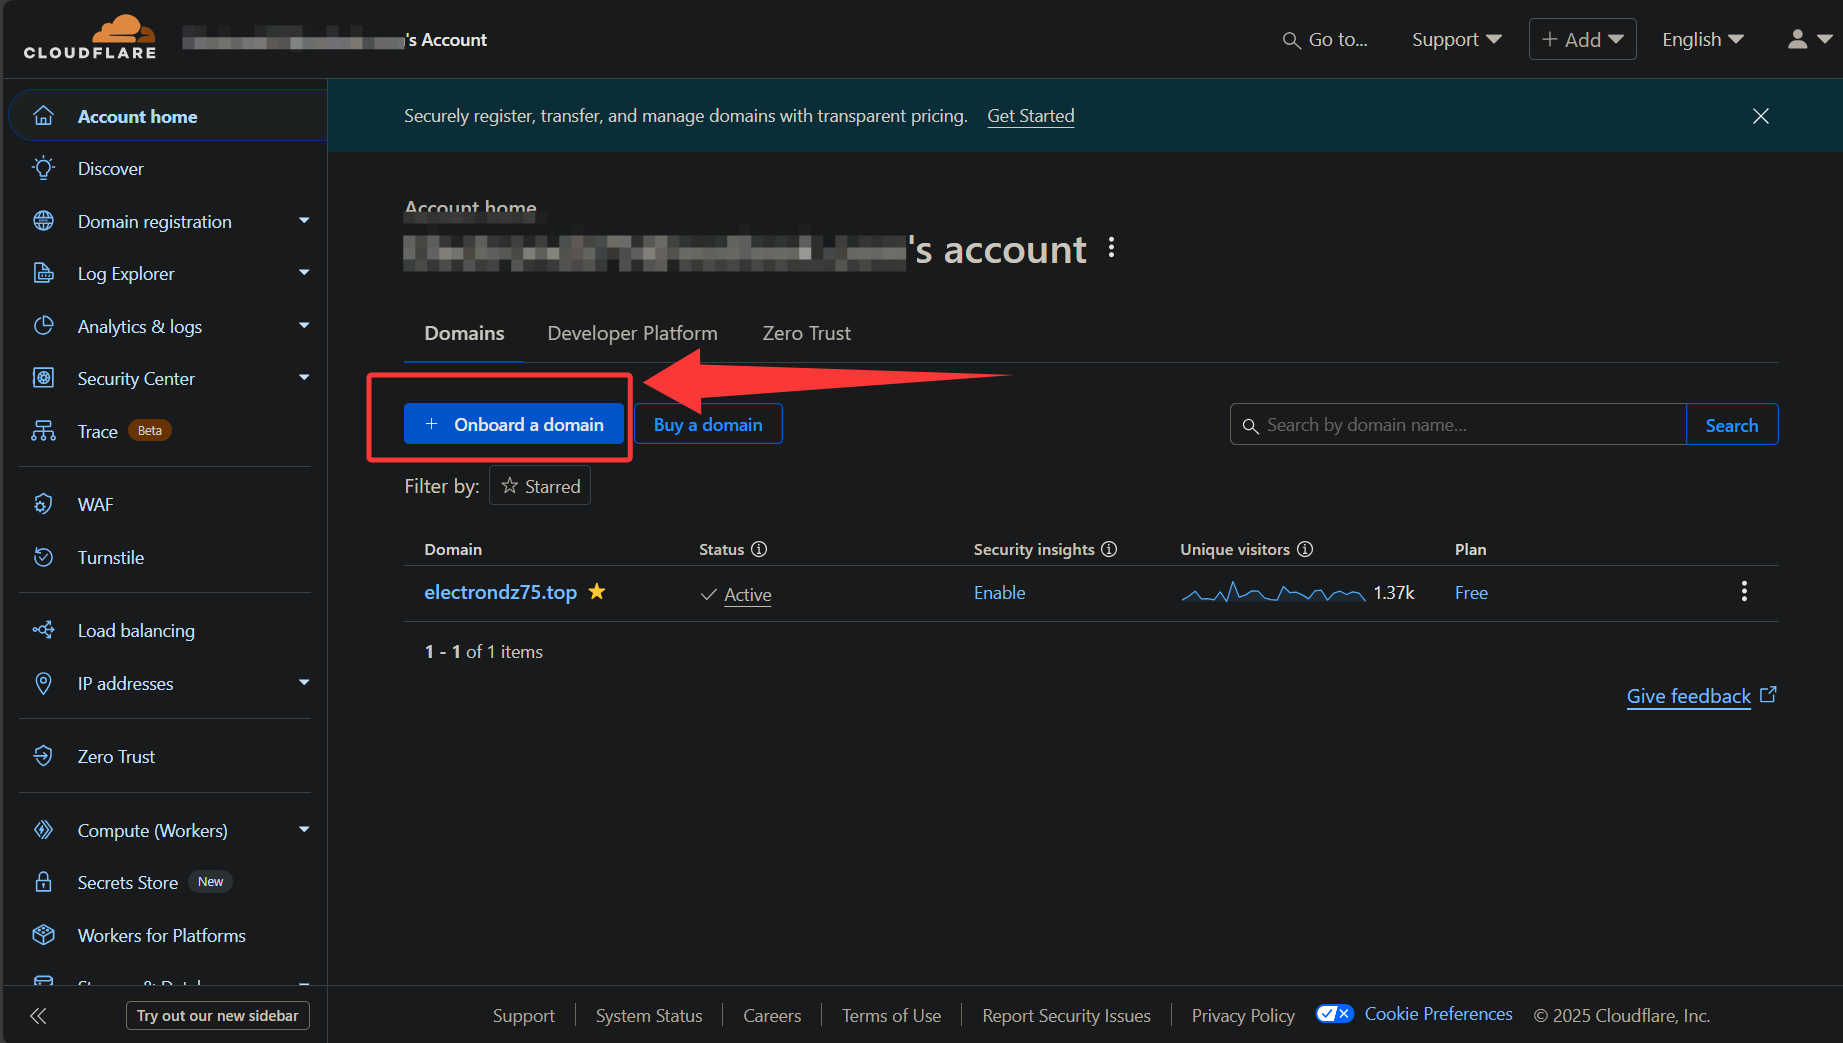 CLOUDFLARE
's Account
Go to...
Support
+ Add
English
Account home
Discover
Domain registration
Log Explorer
Analytics & logs
Security Center
Trace Beta
WAF
Turnstile
Load balancing
IP addresses
Zero Trust
Compute (Workers)
Secrets Store New
Workers for Platforms
Try out our new sidebar
Securely register, transfer, and manage domains with transparent pricing. Get Started
Account home
's account
Domains
Developer Platform
Zero Trust
+ Onboard a domain
Buy a domain
Search by domain name...
Search
Filter by: Starred
Domain Status Security insights Unique visitors Plan
electrondz75.top Active Enable 1.37k Free
1 - 1 of 1 items
Give feedback
Support System Status Careers Terms of Use Report Security Issues Privacy Policy Cookie Preferences © 2025 Cloudflare, Inc.